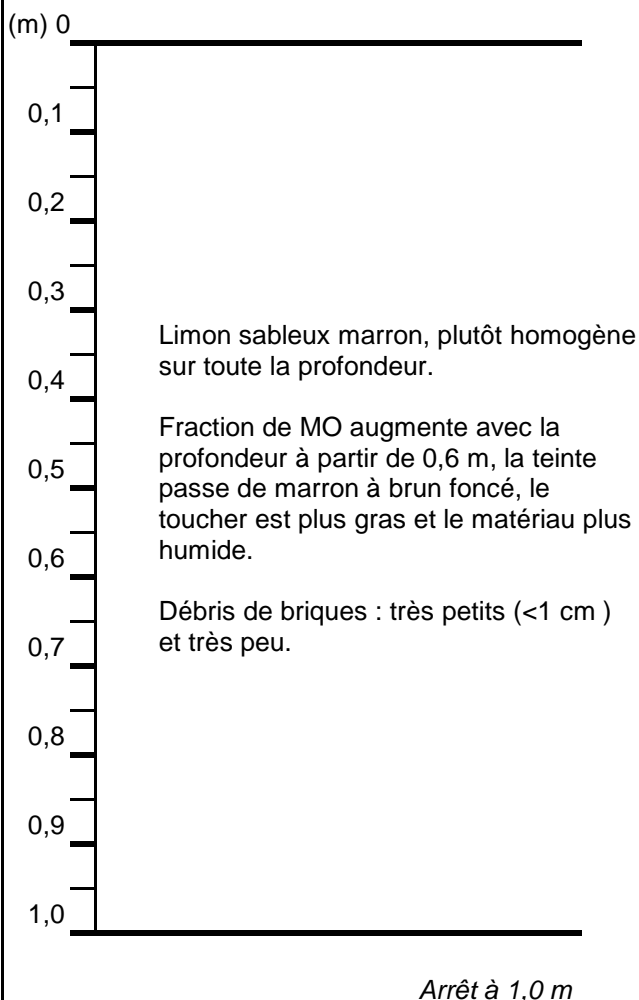 (m) 0
0,1
0,2
0,3
Limon sableux marron, plutôt homogène
sur toute la profondeur.
0,4
Fraction de MO augmente avec la
profondeur à partir de 0,6 m, la teinte
0,5
passe de marron à brun foncé, le
toucher est plus gras et le matériau plus
humide.
0,6
Débris de briques : très petits (<1 cm )
et très peu.
0,7
0,8
0,9
1,0
Arrêt à 1,0 m